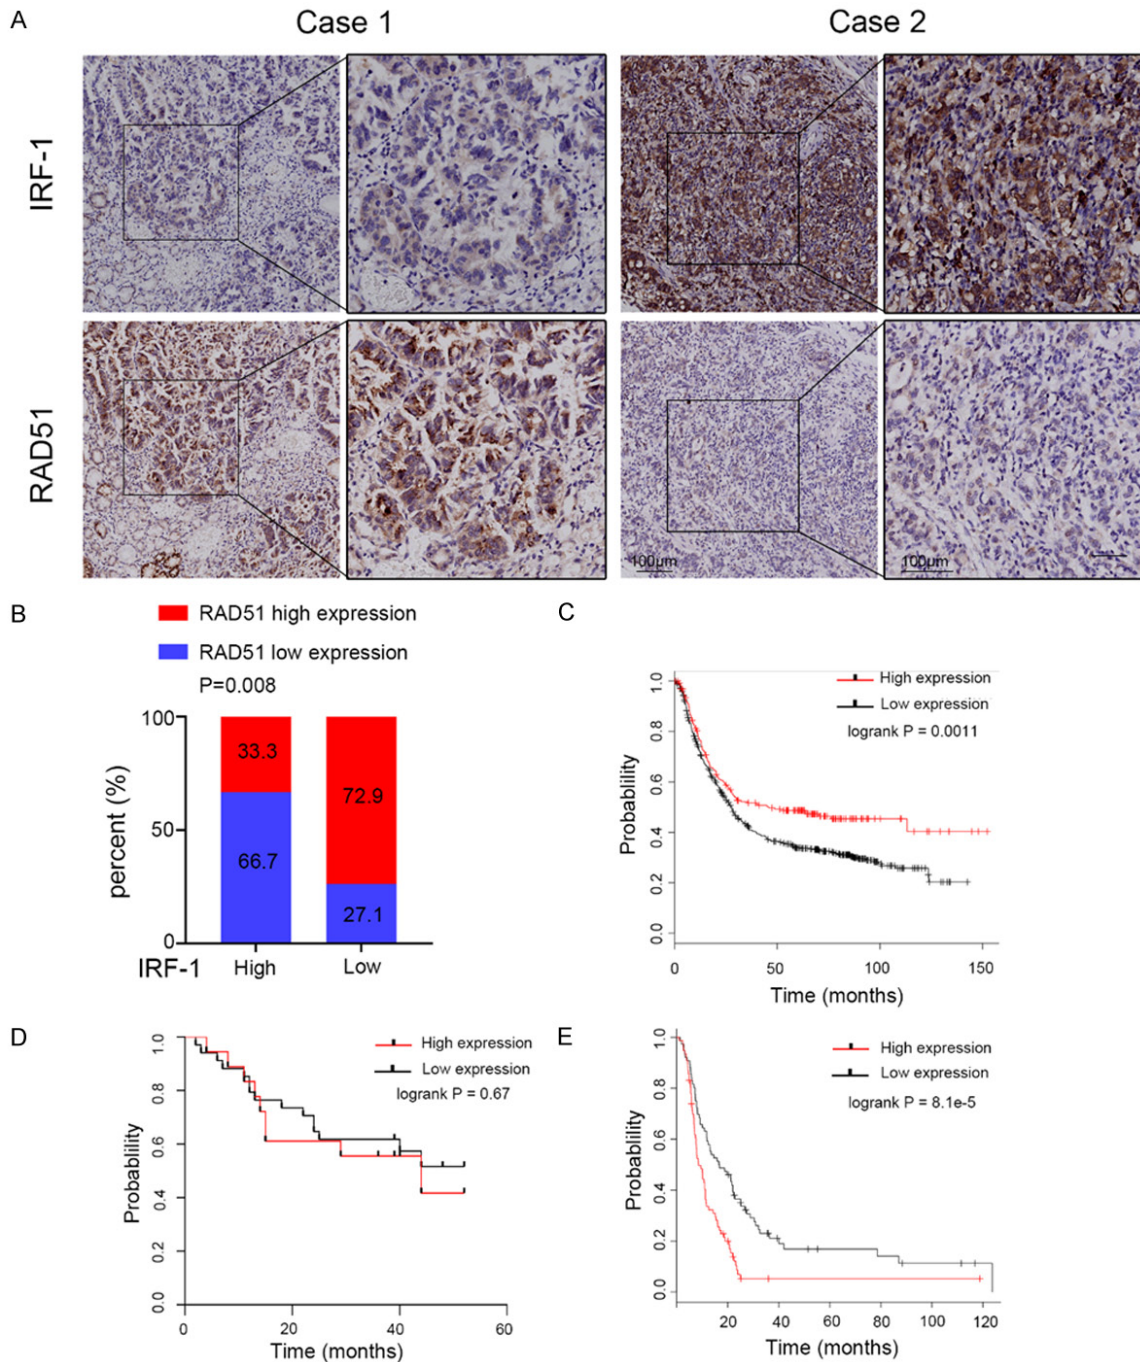 A
Case 1
Case 2
IRF-1
RAD51
100μm
100μm
B
RAD51 high expression
RAD51 low expression
P=0.008
percent (%)
100
50
0
33.3
66.7
72.9
27.1
IRF-1
High
Low
C
High expression
Low expression
logrank P = 0.0011
Probablility
1.0
0.8
0.6
0.4
0.2
0.0
0
50
100
150
Time (months)
D
High expression
Low expression
logrank P = 0.67
Probablility
1.0
0.8
0.6
0.4
0.2
0.0
0
20
40
60
Time (months)
E
High expression
Low expression
logrank P = 8.1e-5
Probablility
1.0
0.8
0.6
0.4
0.2
0.0
0
20
40
60
80
100
120
Time (months)